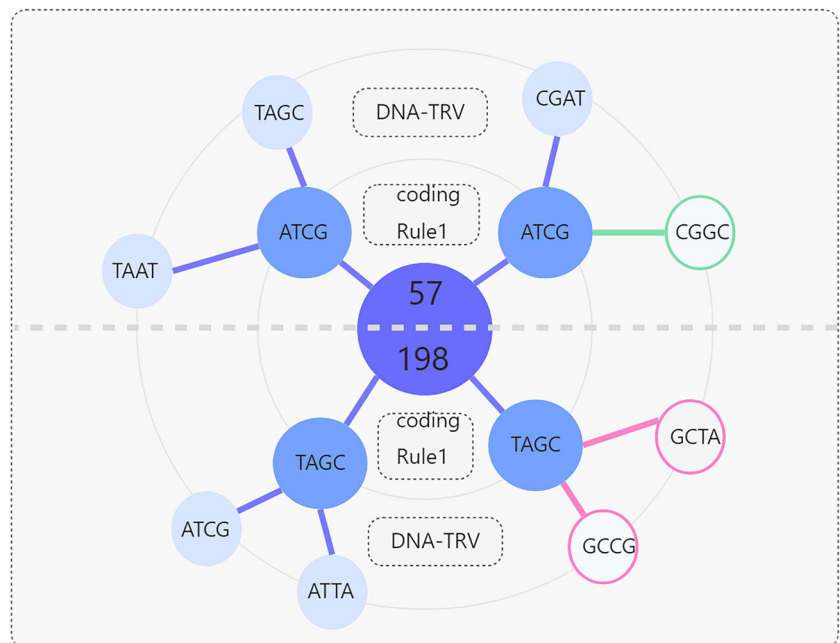 CGAT
TAGC
DNA-TRV
coding
Rule1
ATCG
ATCG
CGGC
TAAT
57
198
coding
Rule1
TAGC
GCTA
TAGC
ATCG
DNA-TRV
GCCG
ATTA